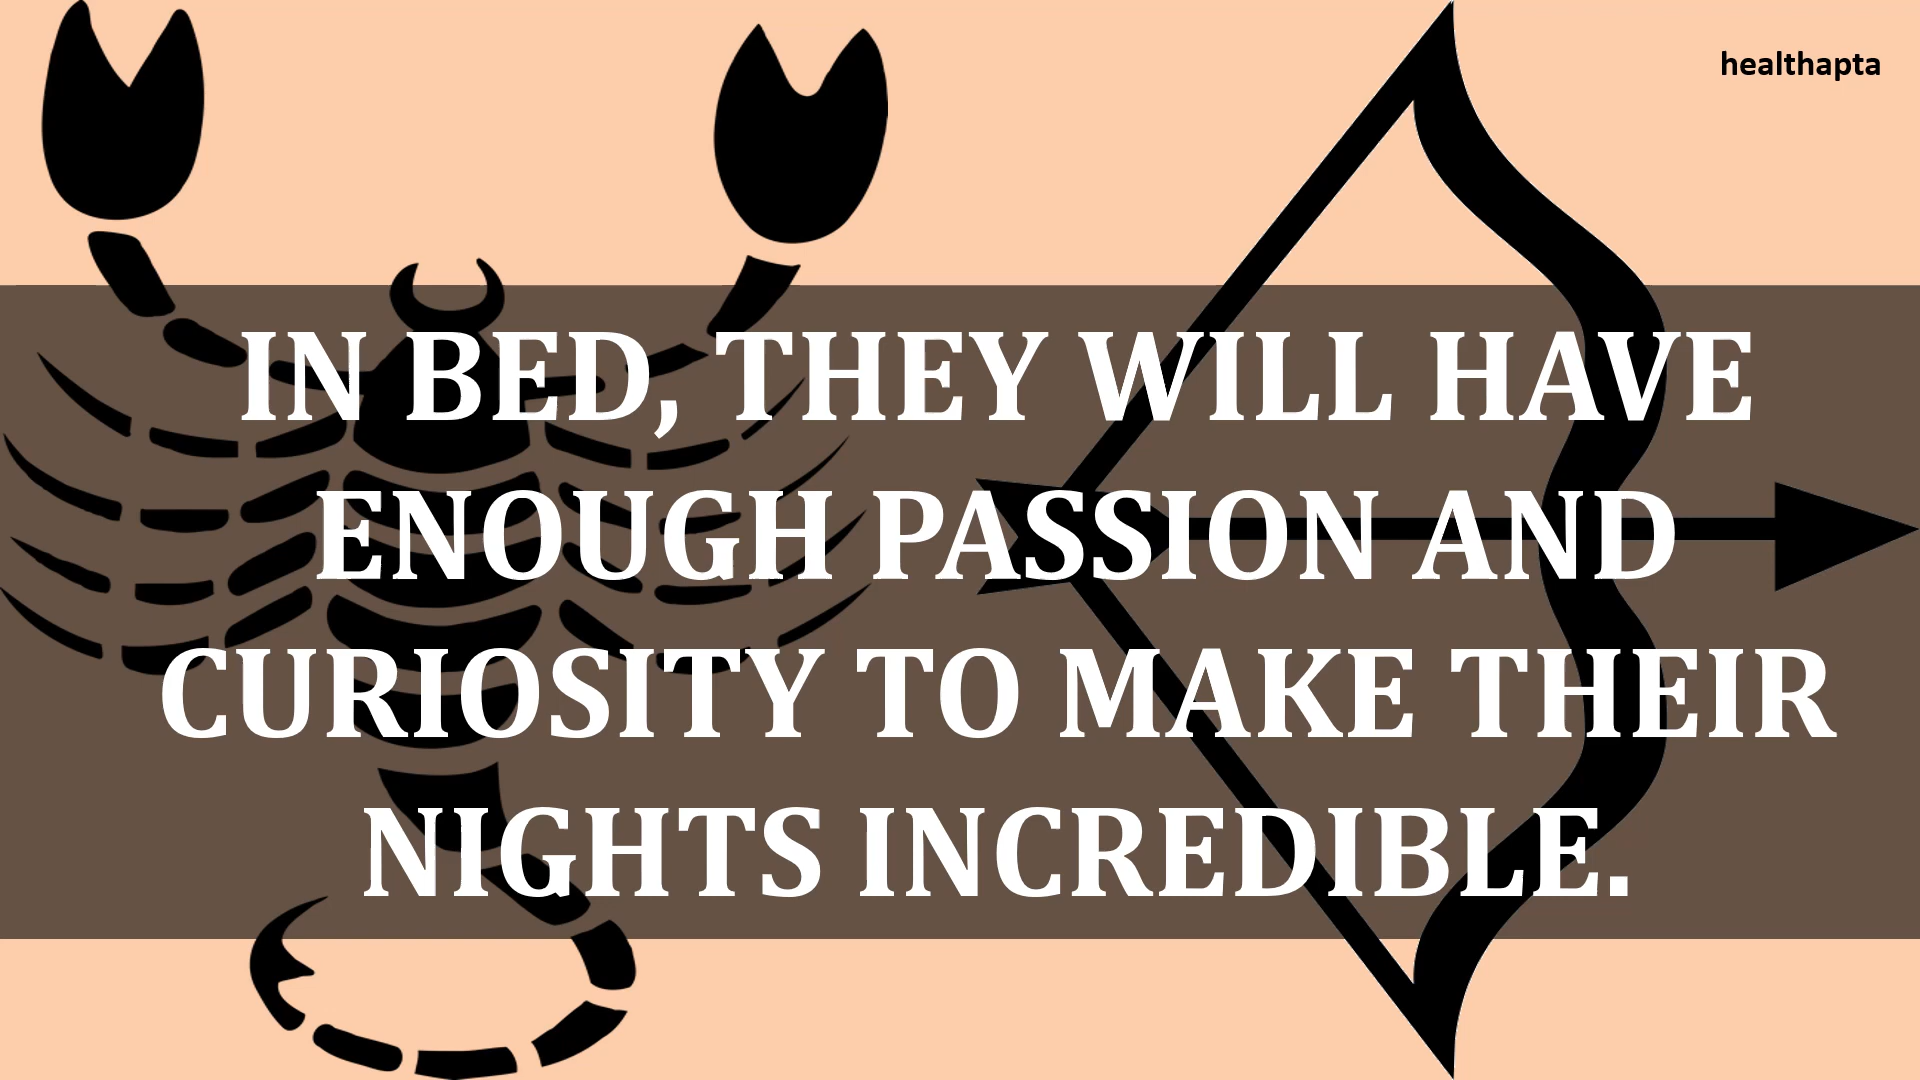 healthapta
IN BED, THEY WILL HAVE
ENOUGH PASSION AND
CURIOSITY TO MAKE THEIR
NIGHTS INCREDIBLE.